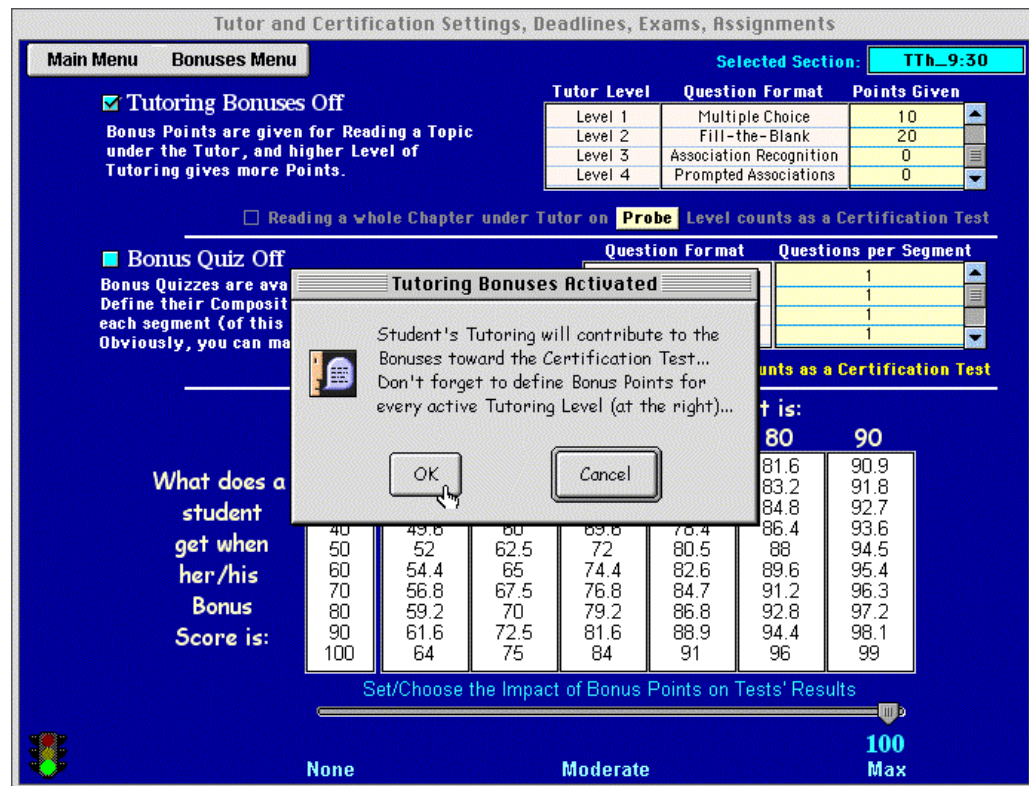 Tutor and Certification Settings, Deadlines, Exams, Assignments
Main Menu Bonuses Menu
Selected Section: TTh_9:30
Tutoring Bonuses Off
Bonus Points are given for Reading a Topic
under the Tutor, and higher Level of
Tutoring gives more Points.
Tutor Level Question Format Points Given
Level 1 Multiple Choice 10
Level 2 Fill-the-Blank 20
Level 3 Association Recognition 0
Level 4 Prompted Associations 0
Reading a whole Chapter under Tutor on Probe Level counts as a Certification Test
Bonus Quiz Off
Question Format Questions per Segment
Bonus Quizzes are ava
Define their Composit
each segment (of this
Obviously, you can ma
1
1
1
1
unts as a Certification Test
Tutoring Bonuses Activated
Student's Tutoring will contribute to the
Bonuses toward the Certification Test...
Don't forget to define Bonus Points for
every active Tutoring Level (at the right)...
OK Cancel
t is:
80 90
What does a
student
get when
her/his
Bonus
Score is:
81.6 90.9
83.2 91.8
84.8 92.7
40 49.6 60 69.6 78.4 86.4 93.6
50 52 62.5 72 80.5 88 94.5
60 54.4 65 74.4 82.6 89.6 95.4
70 56.8 67.5 76.8 84.7 91.2 96.3
80 59.2 70 79.2 86.8 92.8 97.2
90 61.6 72.5 81.6 88.9 94.4 98.1
100 64 75 84 91 96 99
Set/Choose the Impact of Bonus Points on Tests' Results
100
None Moderate Max